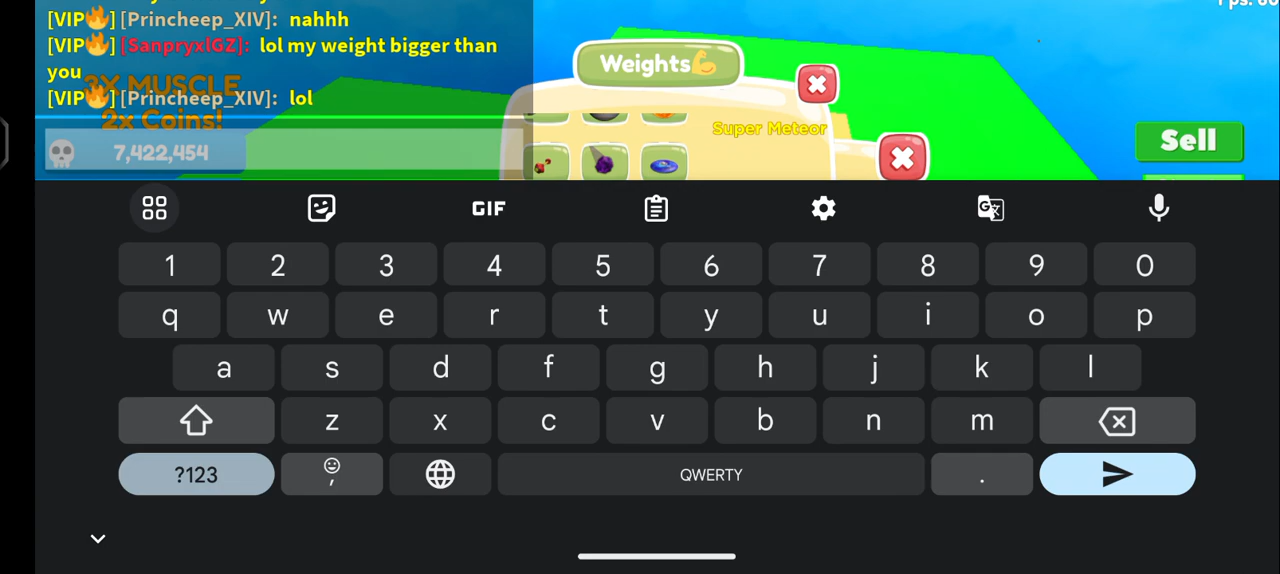 [VIP🔥] [Princheep_XIV]: nahhh
[VIP🔥] [SanpryxlGZ]: lol my weight bigger than
you
[VIP🔥] [Princheep_XIV]: lol
3X MUSCLE
2x Coins!
7,422,454
Weights💪
Super Meteor
Sell
GIF
1 2 3 4 5 6 7 8 9 0
q w e r t y u i o p
a s d f g h j k l
z x c v b n m
?123 , QWERTY .